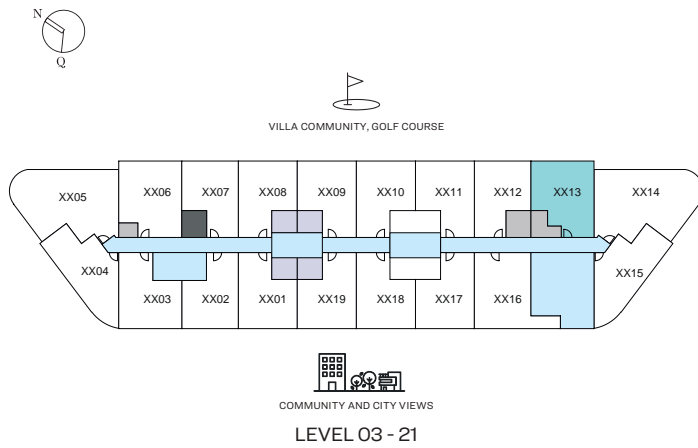 N
Q
VILLA COMMUNITY, GOLF COURSE
XX05 XX06 XX07 XX08 XX09 XX10 XX11 XX12 XX13 XX14
XX04 XX03 XX02 XX01 XX19 XX18 XX17 XX16 XX15
COMMUNITY AND CITY VIEWS
LEVEL 03 - 21